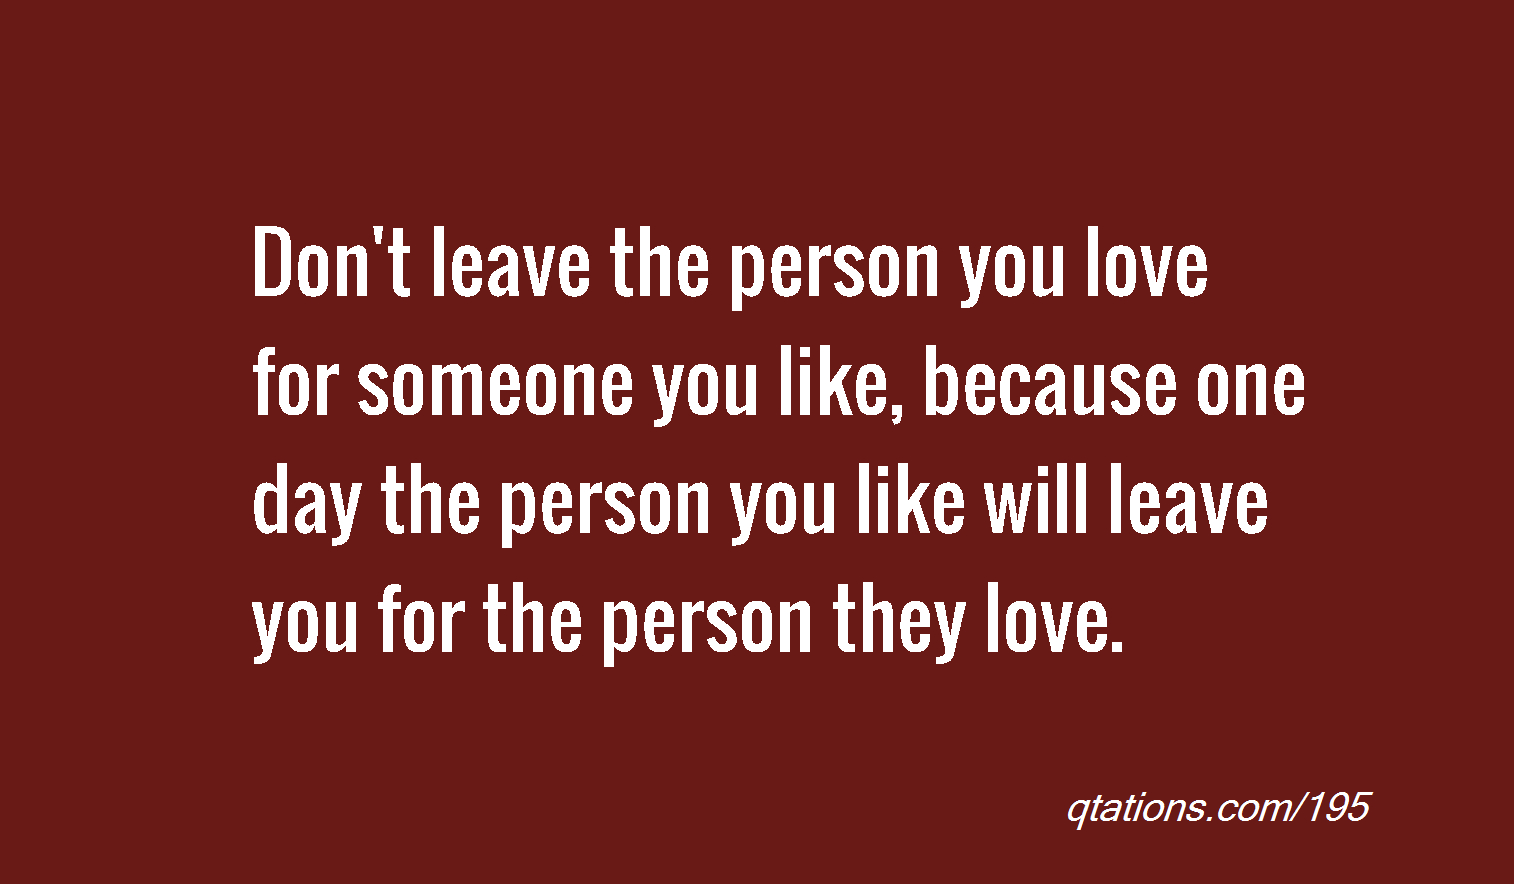 Don't leave the person you love
for someone you like, because one
day the person you like will leave
you for the person they love.
qtations.com/195